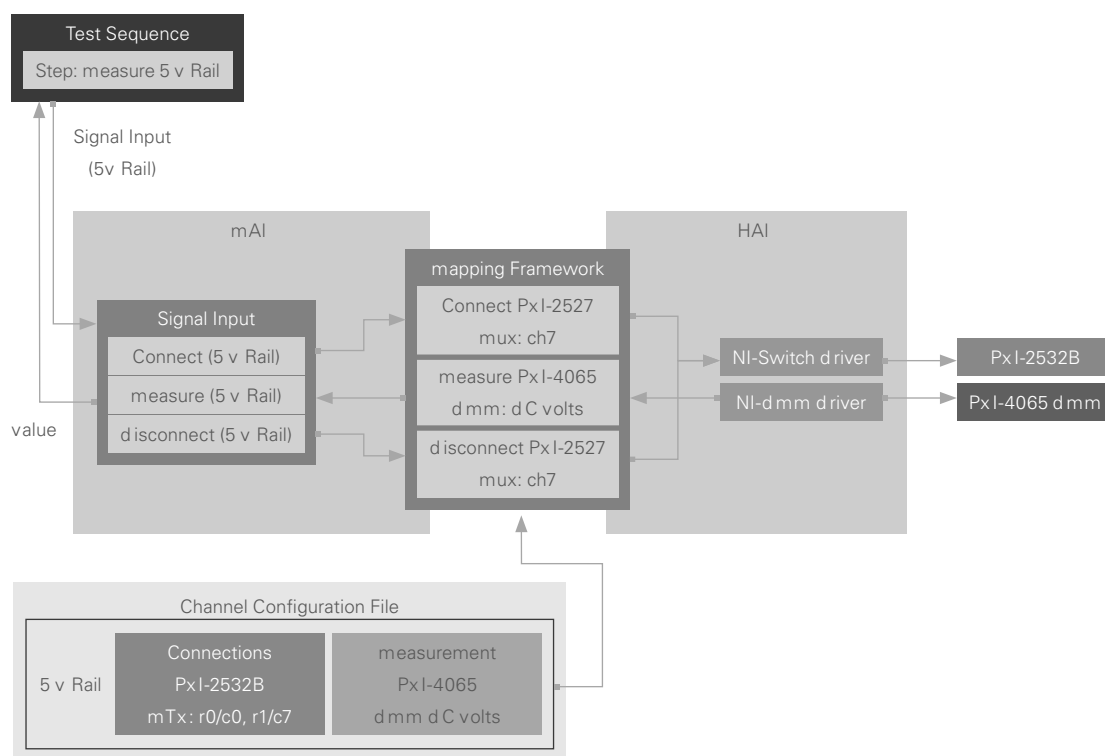 Test Sequence
Step: measure 5 v Rail
Signal Input
(5v Rail)
mAl
HAl
mapping Framework
Connect PxI-2527
mux: ch7
measure PxI-4065
dmm: dC volts
disconnect PxI-2527
mux: ch7
Signal Input
Connect (5 v Rail)
measure (5 v Rail)
disconnect (5 v Rail)
value
NI-Switch driver
NI-dmm driver
PxI-2532B
PxI-4065 dmm
Channel Configuration File
5 v Rail
Connections
PxI-2532B
mTx: r0/c0, r1/c7
measurement
PxI-4065
dmm dC volts